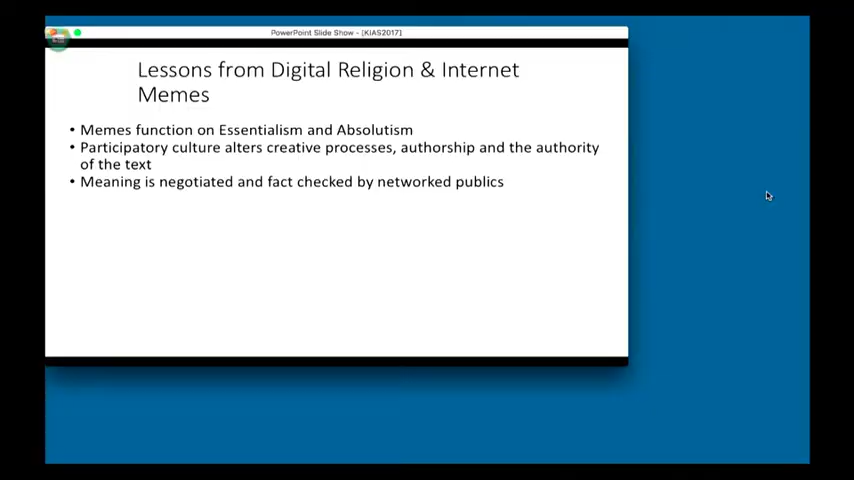 PowerPoint Slide Show - [KIAS2017]
Lessons from Digital Religion & Internet
Memes
• Memes function on Essentialism and Absolutism
• Participatory culture alters creative processes, authorship and the authority
of the text
• Meaning is negotiated and fact checked by networked publics